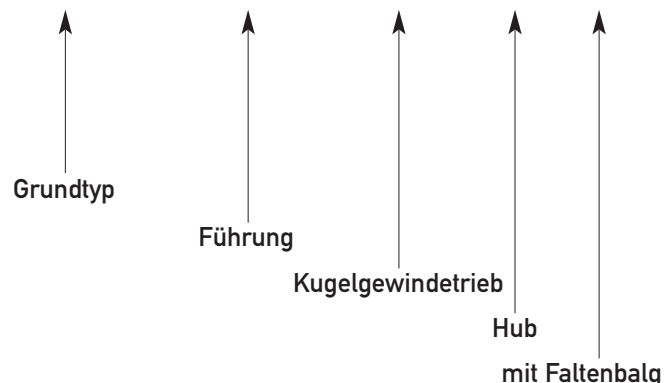 Grundtyp
Führung
Kugelgewindetrieb
Hub
mit Faltenbalg